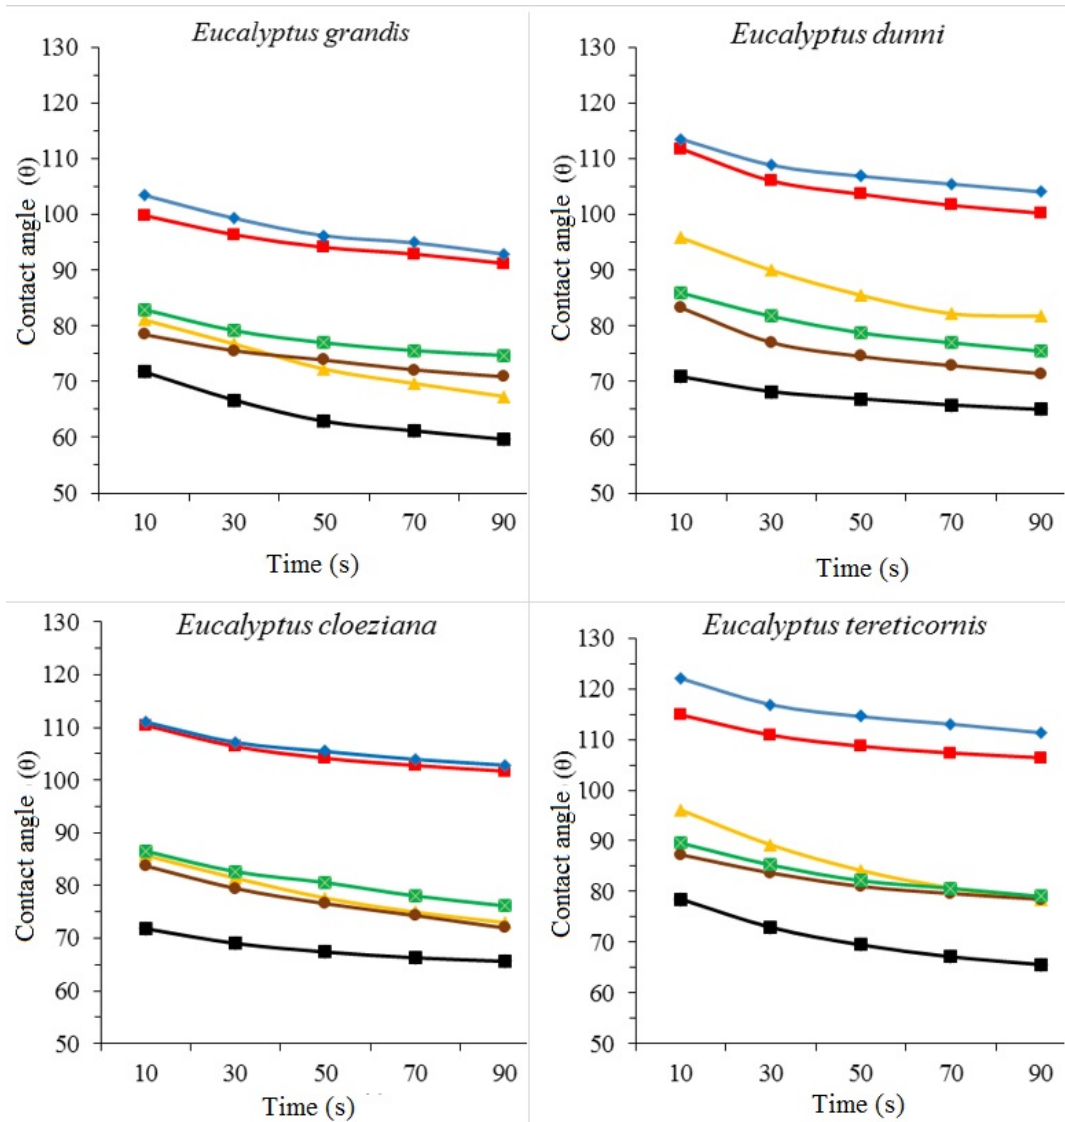 Eucalyptus grandis
130
120
110
100
90
80
70
60
50
Contact angle (θ)
10 30 50 70 90
Time (s)
Eucalyptus dunni
130
120
110
100
90
80
70
60
50
Contact angle (θ)
10 30 50 70 90
Time (s)
Eucalyptus cloeziana
130
120
110
100
90
80
70
60
50
Contact angle (θ)
10 30 50 70 90
Time (s)
Eucalyptus tereticornis
130
120
110
100
90
80
70
60
50
Contact angle (θ)
10 30 50 70 90
Time (s)